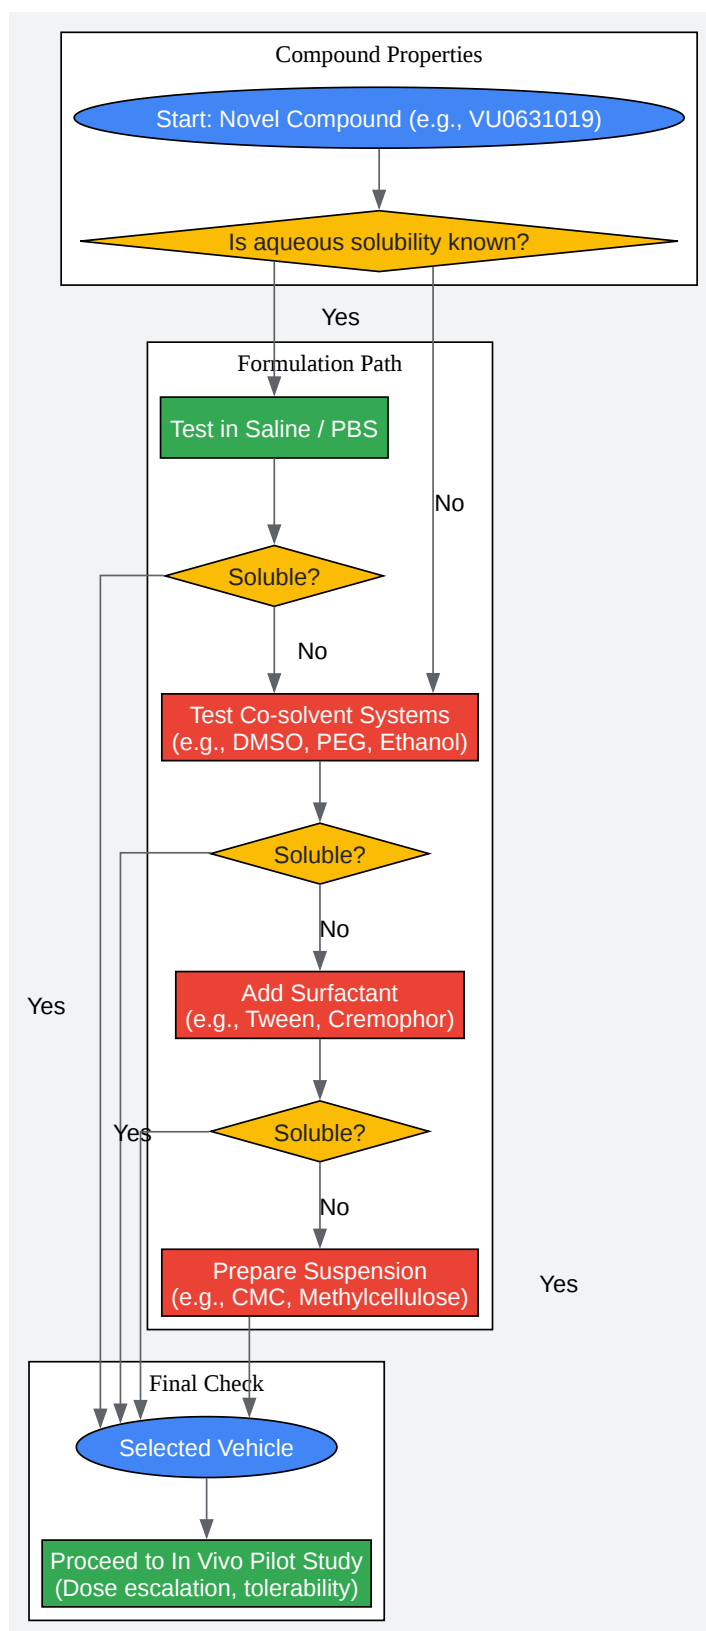 Compound Properties
Start: Novel Compound (e.g., VU0631019)
Is aqueous solubility known?
Yes
Formulation Path
Test in Saline / PBS
No
Soluble?
No
Test Co-solvent Systems
(e.g., DMSO, PEG, Ethanol)
Soluble?
No
Add Surfactant
(e.g., Tween, Cremophor)
Yes
Soluble?
Yes
No
Prepare Suspension
(e.g., CMC, Methylcellulose)
Yes
Final Check
Selected Vehicle
Proceed to In Vivo Pilot Study
(Dose escalation, tolerability)